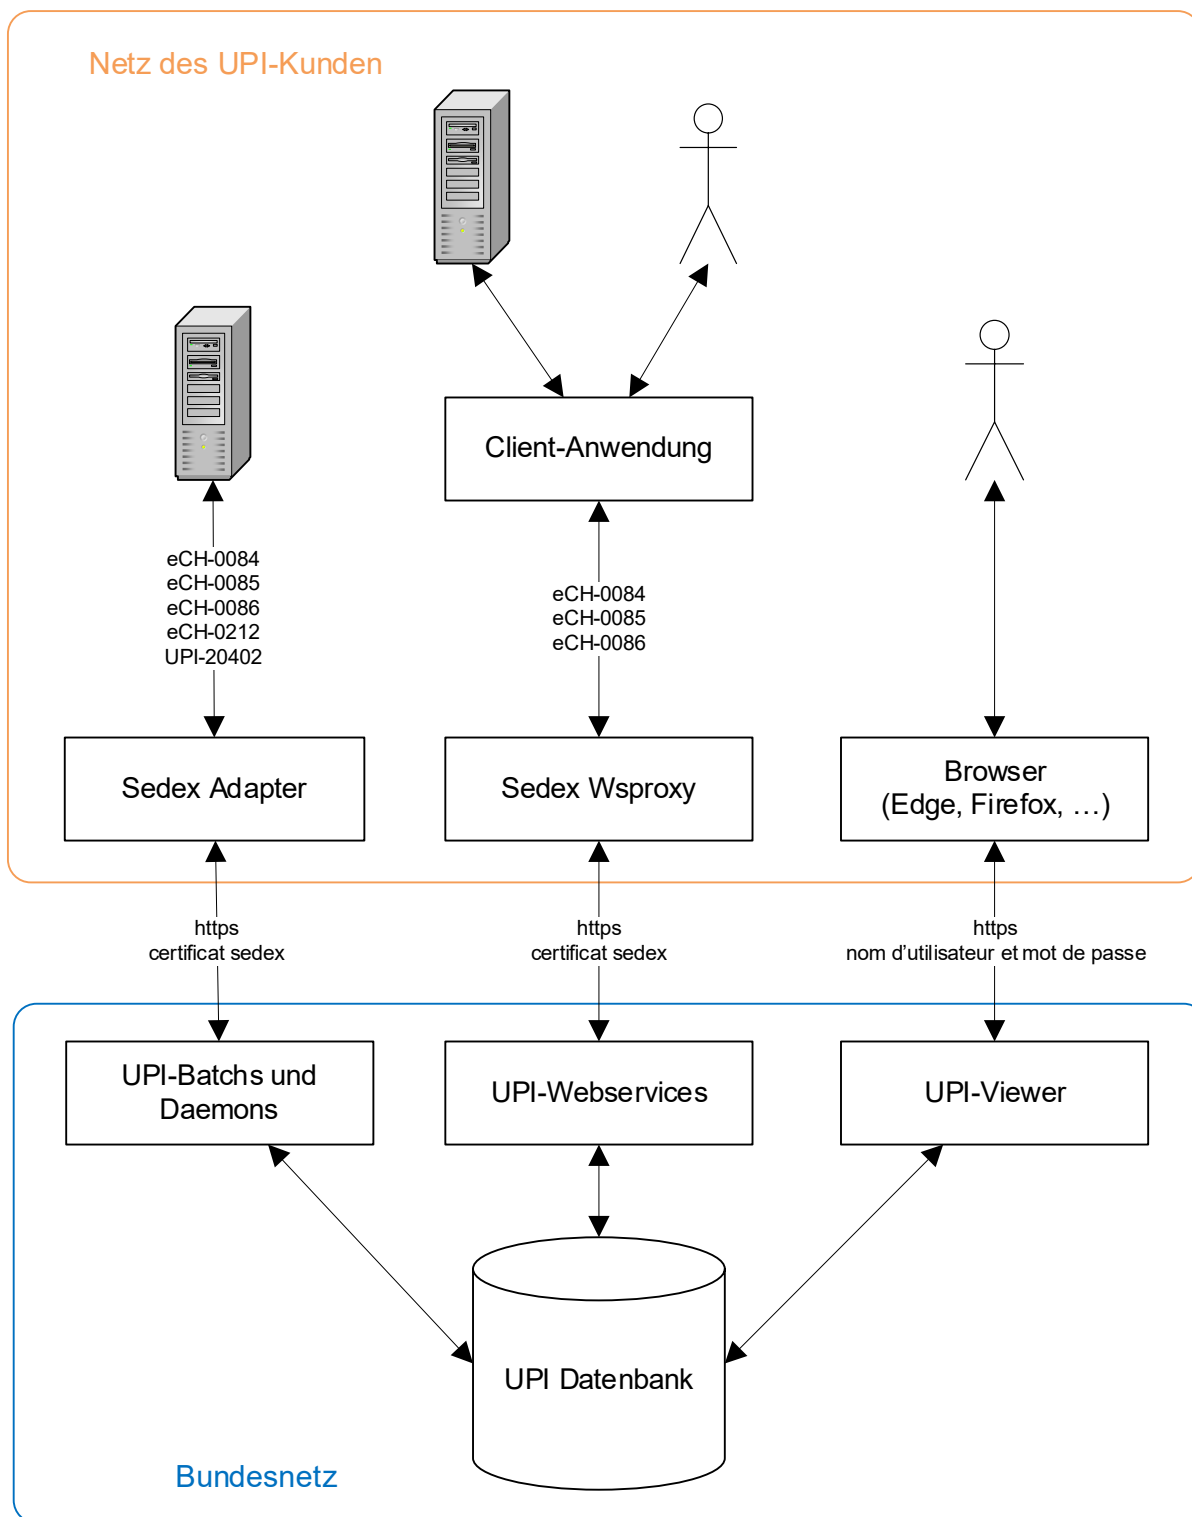 Netz des UPI-Kunden
Client-Anwendung
eCH-0084
eCH-0085
eCH-0086
eCH-0212
UPI-20402
eCH-0084
eCH-0085
eCH-0086
Sedex Adapter
Sedex Wsproxy
Browser
(Edge, Firefox, …)
https
certificat sedex
https
certificat sedex
https
nom d'utilisateur et mot de passe
UPI-Batchs und
Daemons
UPI-Webservices
UPI-Viewer
UPI Datenbank
Bundesnetz